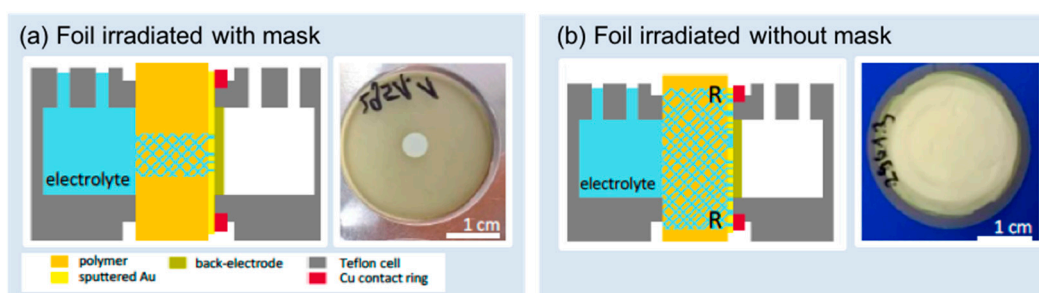 (a) Foil irradiated with mask
electrolyte
1 cm
polymer
sputtered Au
back-electrode
Teflon cell
Cu contact ring
(b) Foil irradiated without mask
R
electrolyte
R
1 cm